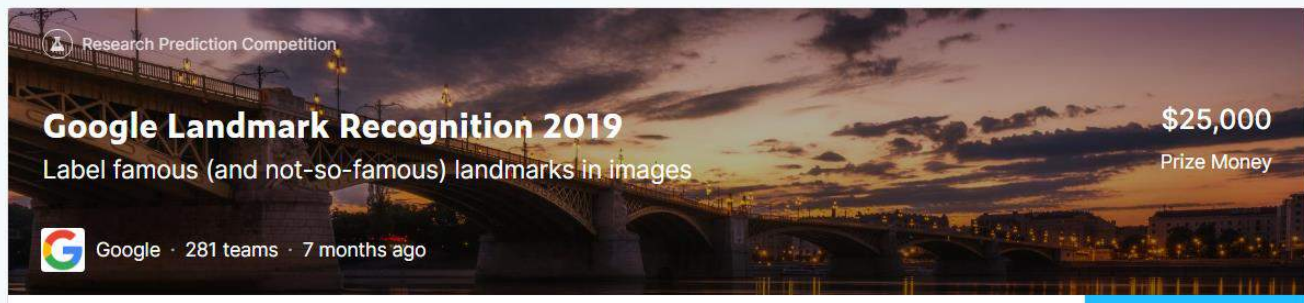 Research Prediction Competition
Google Landmark Recognition 2019
Label famous (and not-so-famous) landmarks in images
$25,000
Prize Money
Google · 281 teams · 7 months ago